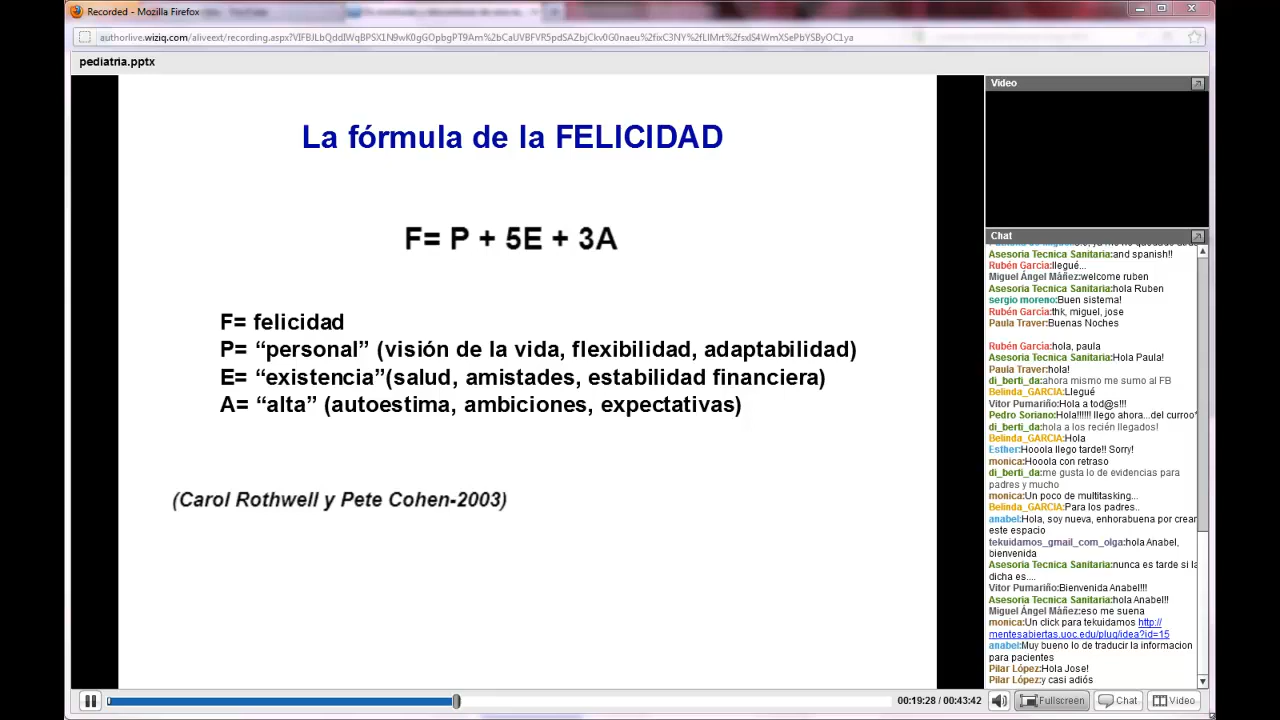 Recorded - Mozilla Firefox
authorlive.wiziq.com/aliveext/recording.aspx?
pediatria.pptx
La fórmula de la FELICIDAD
F= P + 5E + 3A
F= felicidad
P= “personal” (visión de la vida, flexibilidad, adaptabilidad)
E= “existencia”(salud, amistades, estabilidad financiera)
A= “alta” (autoestima, ambiciones, expectativas)
(Carol Rothwell y Pete Cohen-2003)
Video
Chat
Asesoria Tecnica Sanitaria:and spanish!!
Rubén Garcia:llegué...
Miguel Ángel Máñez:welcome ruben
Asesoria Tecnica Sanitaria:hola Ruben
sergio moreno:Buen sistema!
Rubén Garcia:thk, miguel, jose
Paula Traver:Buenas Noches
Rubén Garcia:hola, paula
Asesoria Tecnica Sanitaria:Hola Paula!
Paula Traver:hola!
di_berti_da:ahora mismo me sumo al FB
Belinda_GARCIA:Llegué
Vitor Pumariño:Hola a tod@s!!!
Pedro Soriano:Hola!!!!!! llego ahora...del curroo
di_berti_da:hola a los recién llegados!
Belinda_GARCIA:Hola
Esther:Hooola llego tarde!! Sorry!
monica:Hooola con retraso
di_berti_da:me gusta lo de evidencias para
padres y mucho
monica:Un poco de multitasking...
Belinda_GARCIA:Para los padres..
anabel:Hola, soy nueva, enhorabuena por crear
este espacio
tekuidamos_gmail_com_olga:hola Anabel,
bienvenida
Asesoria Tecnica Sanitaria:nunca es tarde si la
dicha es....
Vitor Pumariño:Bienvenida Anabel!!!
Asesoria Tecnica Sanitaria:hola Anabel!!
Miguel Ángel Máñez:eso me suena
monica:Un click para tekuidamos http://
mentesabiertas.uoc.edu/plug/idea?id=15
anabel:Muy bueno lo de traducir la informacion
para pacientes
Pilar López:Hola Jose!
Pilar López:y casi adiós
00:19:28 / 00:43:42
Fullscreen
Chat
Video